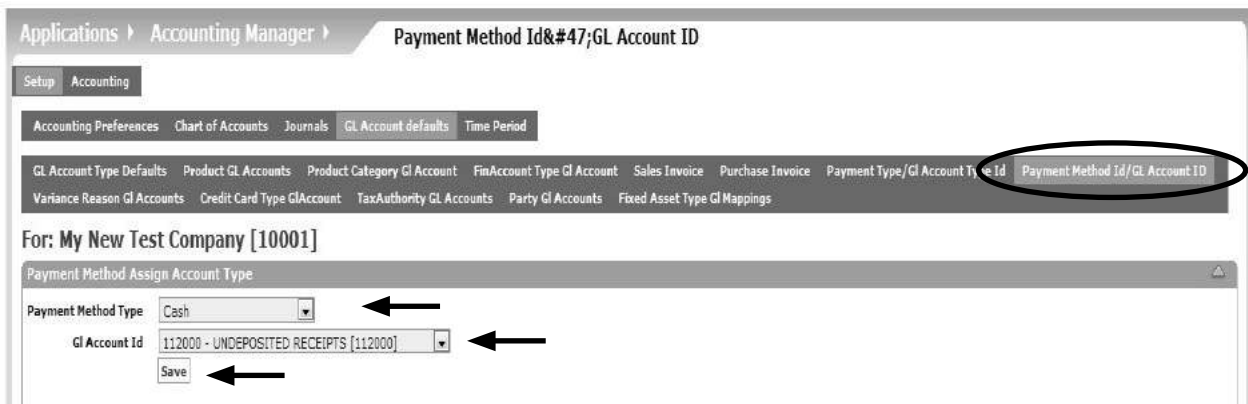 Applications Accounting Manager Payment Method Id&#47;GL Account ID
Setup Accounting
Accounting Preferences Chart of Accounts Journals GL Account defaults Time Period
GL Account Type Defaults Product GL Accounts Product Category Gl Account FinAccount Type Gl Account Sales Invoice Purchase Invoice Payment Type/Gl Account Type Id Payment Method Id/GL Account ID
Variance Reason Gl Accounts Credit Card Type GlAccount TaxAuthority GL Accounts Party Gl Accounts Fixed Asset Type Gl Mappings
For: My New Test Company [10001]
Payment Method Assign Account Type
Payment Method Type Cash
Gl Account Id 112000 - UNDEPOSITED RECEIPTS [112000]
Save